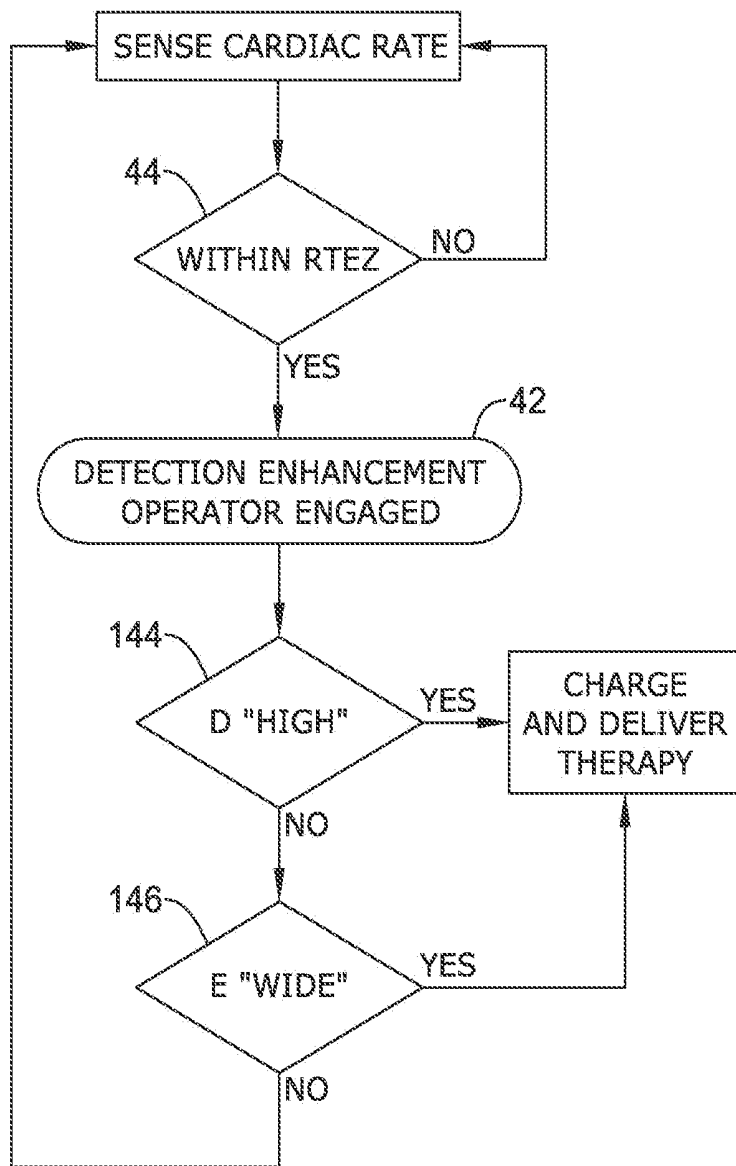 SENSE CARDIAC RATE
44
WITHIN RTEZ
NO
YES
42
DETECTION ENHANCEMENT
OPERATOR ENGAGED
144
D "HIGH"
YES
CHARGE
AND DELIVER
THERAPY
NO
146
E "WIDE"
YES
NO